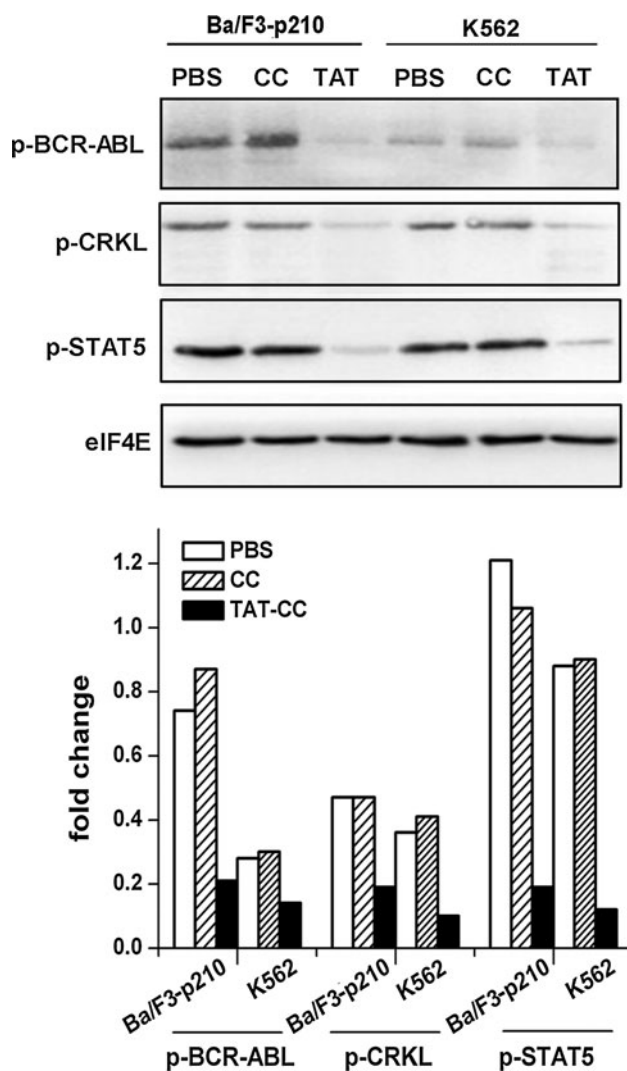 Ba/F3-p210 K562
PBS CC TAT PBS CC TAT
p-BCR-ABL
p-CRKL
p-STAT5
eIF4E
PBS
CC
TAT-CC
fold change
1.2
1.0
0.8
0.6
0.4
0.2
0.0
Ba/F3-p210 K562 Ba/F3-p210 K562 Ba/F3-p210 K562
p-BCR-ABL p-CRKL p-STAT5